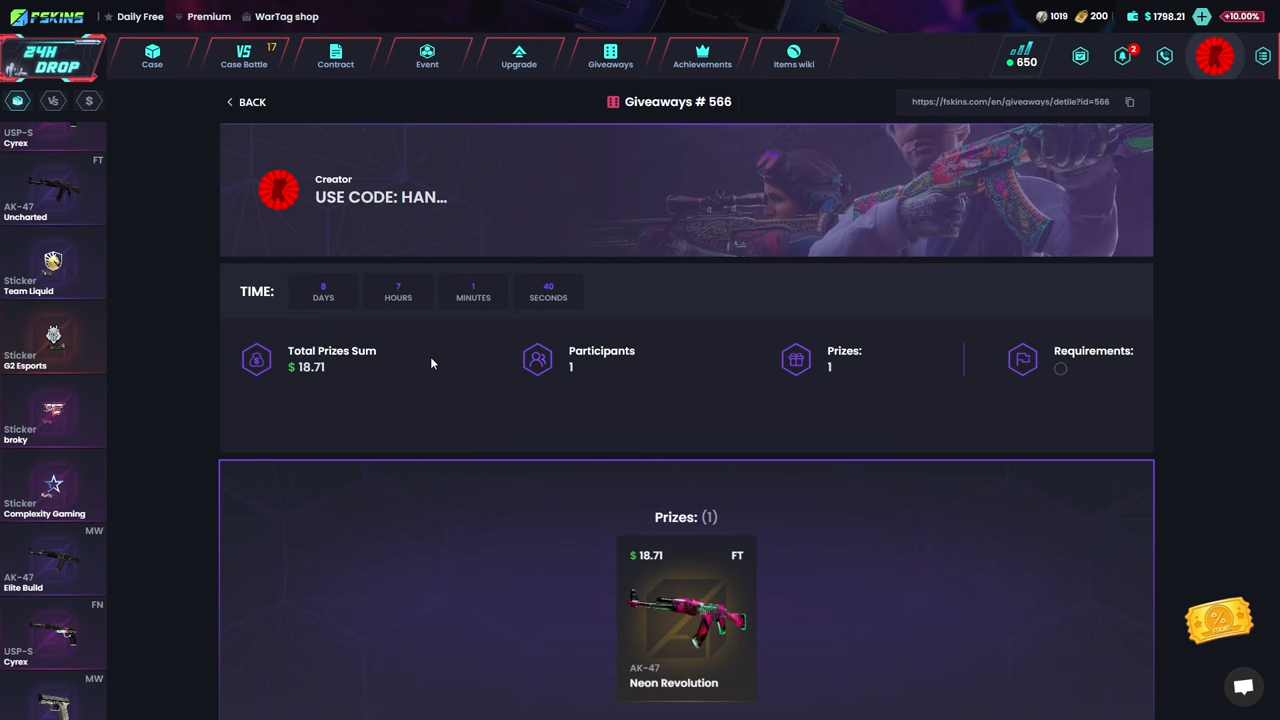 FSKINS
Daily Free
Premium
WarTag shop
1019
200
$ 1798.21
+10.00%
24H
DROP
Case
VS
17
Case Battle
Contract
Event
Upgrade
Giveaways
Achievements
Items wiki
650
2
VS
$
BACK
Giveaways # 566
https://fskins.com/en/giveaways/detile?id=566
USP-S
Cyrex
FT
AK-47
Uncharted
Sticker
Team Liquid
Sticker
G2 Esports
Sticker
broky
Sticker
Complexity Gaming
MW
AK-47
Elite Build
FN
USP-S
Cyrex
MW
Creator
USE CODE: HAN...
TIME:
8
DAYS
7
HOURS
1
MINUTES
40
SECONDS
Total Prizes Sum
$ 18.71
Participants
1
Prizes:
1
Requirements:
Prizes: (1)
$ 18.71
FT
AK-47
Neon Revolution